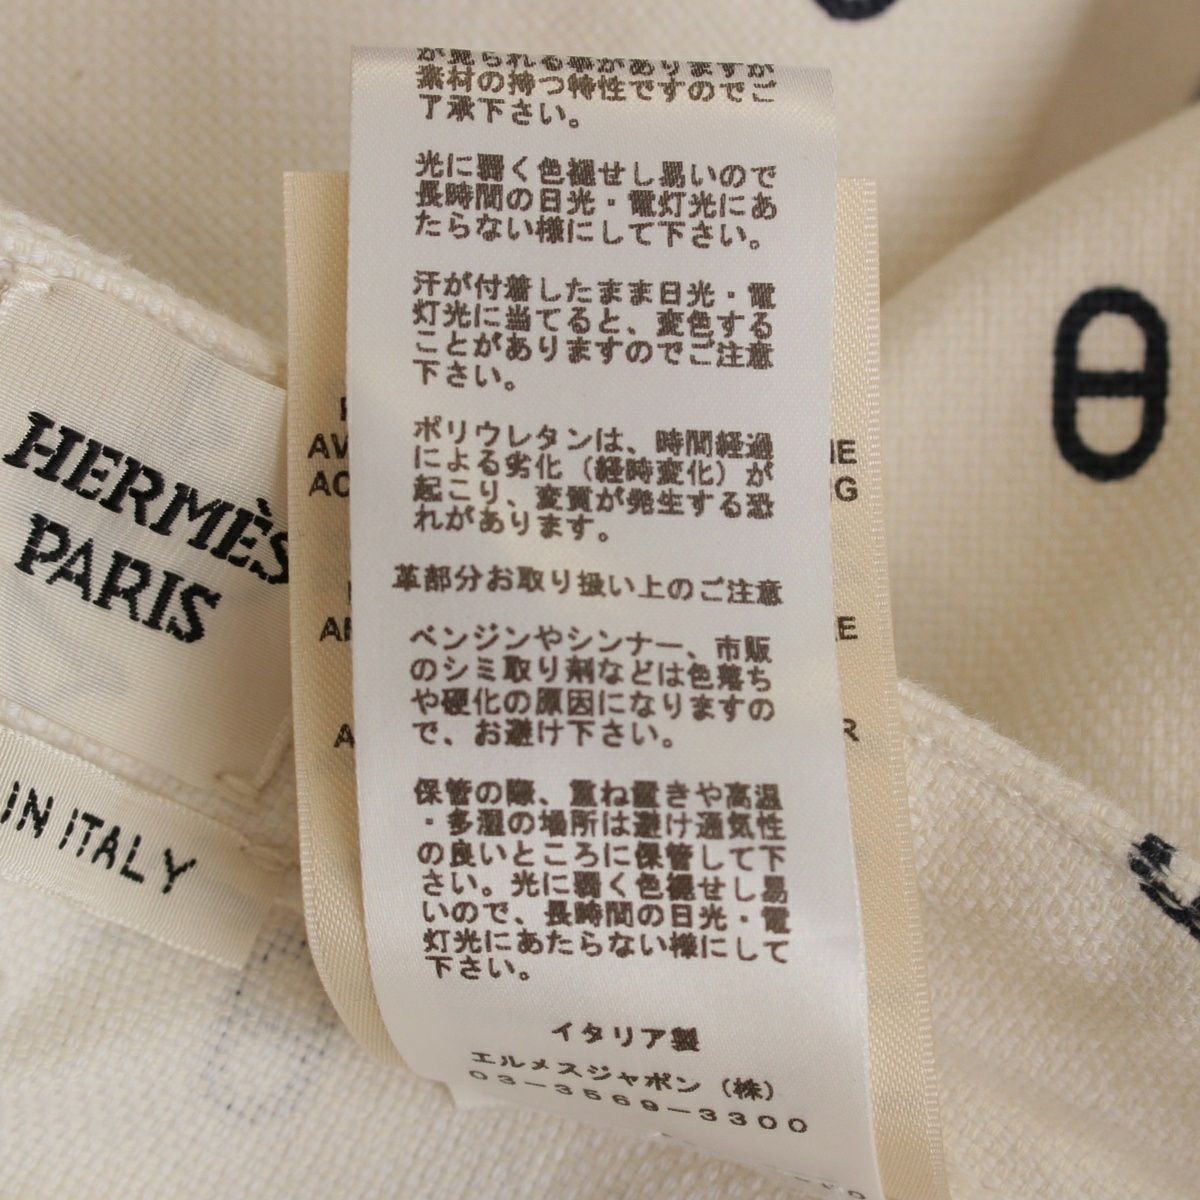 が見られる事がありますが
素材の持つ特性ですのでご
了承下さい。
光に弱く色褪せし易いので
長時間の日光・電灯光にあ
たらない様にして下さい。
汗が付着したまま日光・電
灯光に当てると、変色する
ことがありますのでご注意
下さい。
ポリウレタンは、時間経過
による劣化（経時変化）が
起こり、変質が発生する恐
れがあります。
革部分お取り扱い上のご注意
ベンジンやシンナー、市販
のシミ取り剤などは色落ち
や硬化の原因になりますの
で、お避け下さい。
保管の際、重ね置きや高温
・多湿の場所は避け通気性
の良いところに保管して下
さい。光に弱く色褪せし易
いので、長時間の日光・電
灯光にあたらない様にして
下さい。
イタリア製
エルメスジャポン（株）
03-3569-3300
HERMÈS
PARIS
IN ITALY